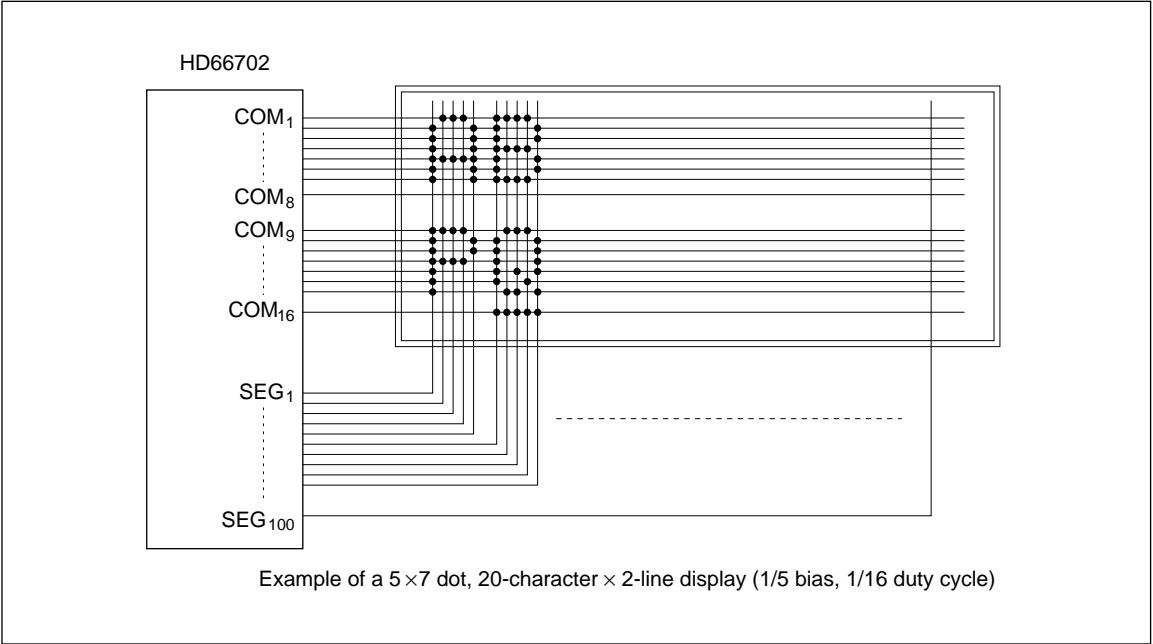 HD66702
COM1
COM8
COM9
COM16
SEG1
SEG100
A B
P Q
Example of a 5 ×7 dot, 20-character × 2-line display (1/5 bias, 1/16 duty cycle)